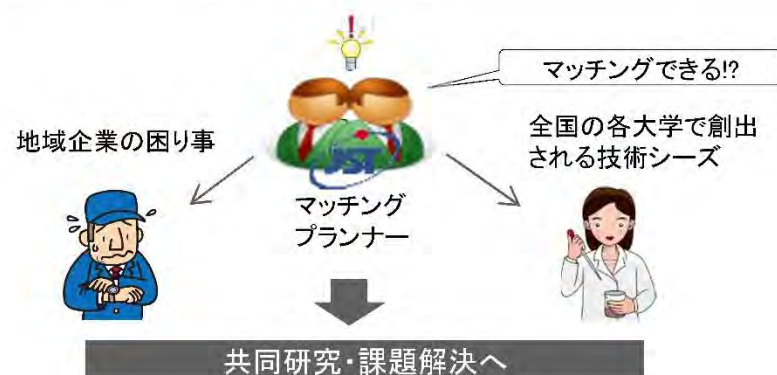 マッチングできる!?
地域企業の困り事
全国の各大学で創出
される技術シーズ
JST
マッチング
プランナー
共同研究・課題解決へ